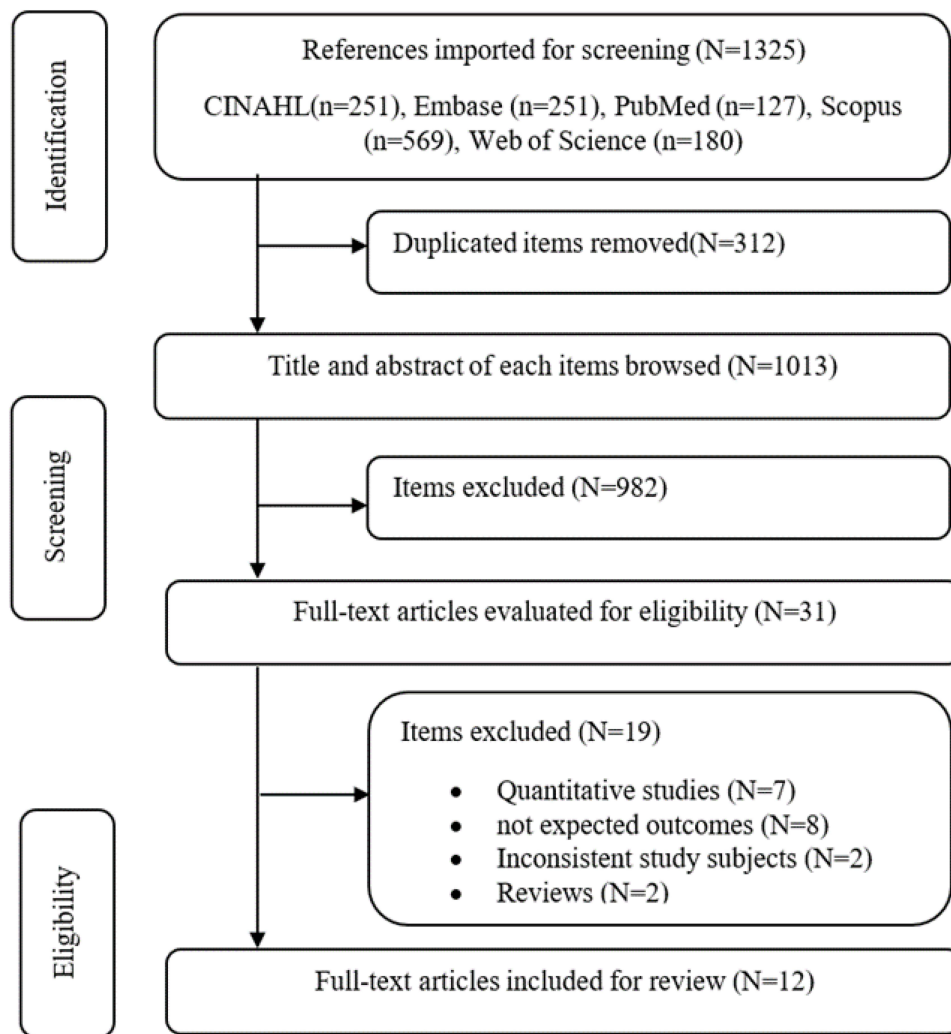 Identification
References imported for screening (N=1325)
CINAHL(n=251), Embase (n=251), PubMed (n=127), Scopus
(n=569), Web of Science (n=180)
Duplicated items removed(N=312)
Title and abstract of each items browsed (N=1013)
Screening
Items excluded (N=982)
Full-text articles evaluated for eligibility (N=31)
Items excluded (N=19)
• Quantitative studies (N=7)
• not expected outcomes (N=8)
• Inconsistent study subjects (N=2)
• Reviews (N=2)
Eligibility
Full-text articles included for review (N=12)